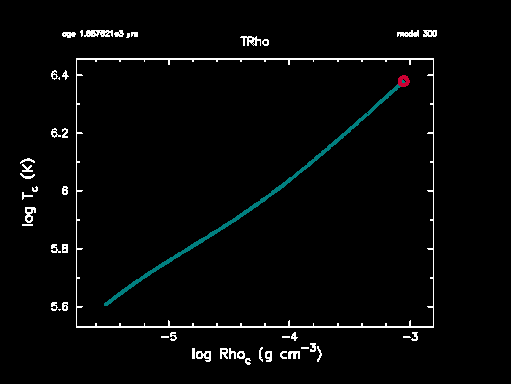 age 1.667621e3 yrs
model 300
TRho
6.4
6.2
6
5.8
5.6
log T_c (K)
-5
-4
-3
log Rho_c (g cm^-3)